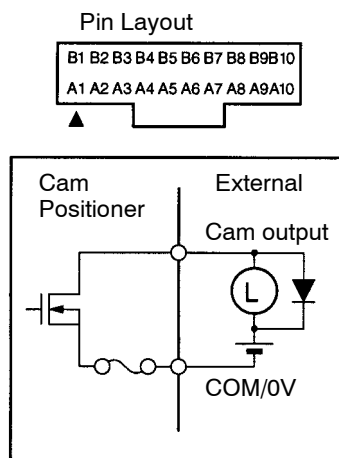 Pin Layout
B1 B2 B3 B4 B5 B6 B7 B8 B9B10
A1 A2 A3 A4 A5 A6 A7 A8 A9A10
Cam Positioner
External
Cam output
L
COM/0V